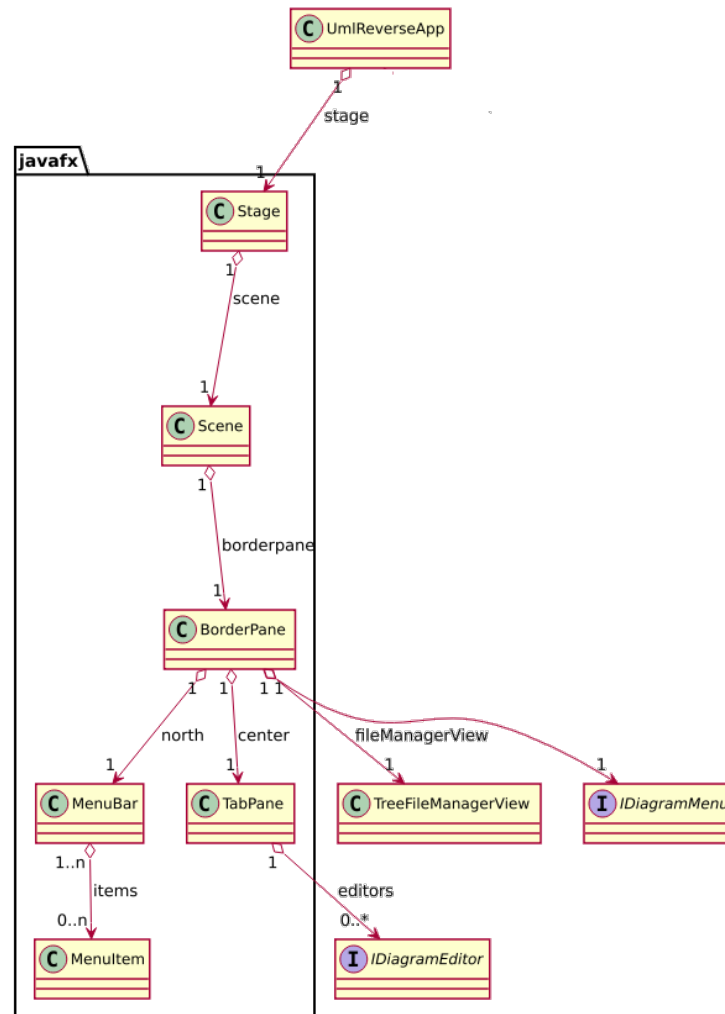 C UmlReverseApp
1
stage
javafx
1
C Stage
1
scene
1
C Scene
1
borderpane
1
C BorderPane
1 1 1 1
north center fileManagerView
1 1 1 1
C MenuBar C TabPane C TreeFileManagerView I IDiagramMenu
1..n 1
items editors
0..n 0..*
C MenuItem I IDiagramEditor